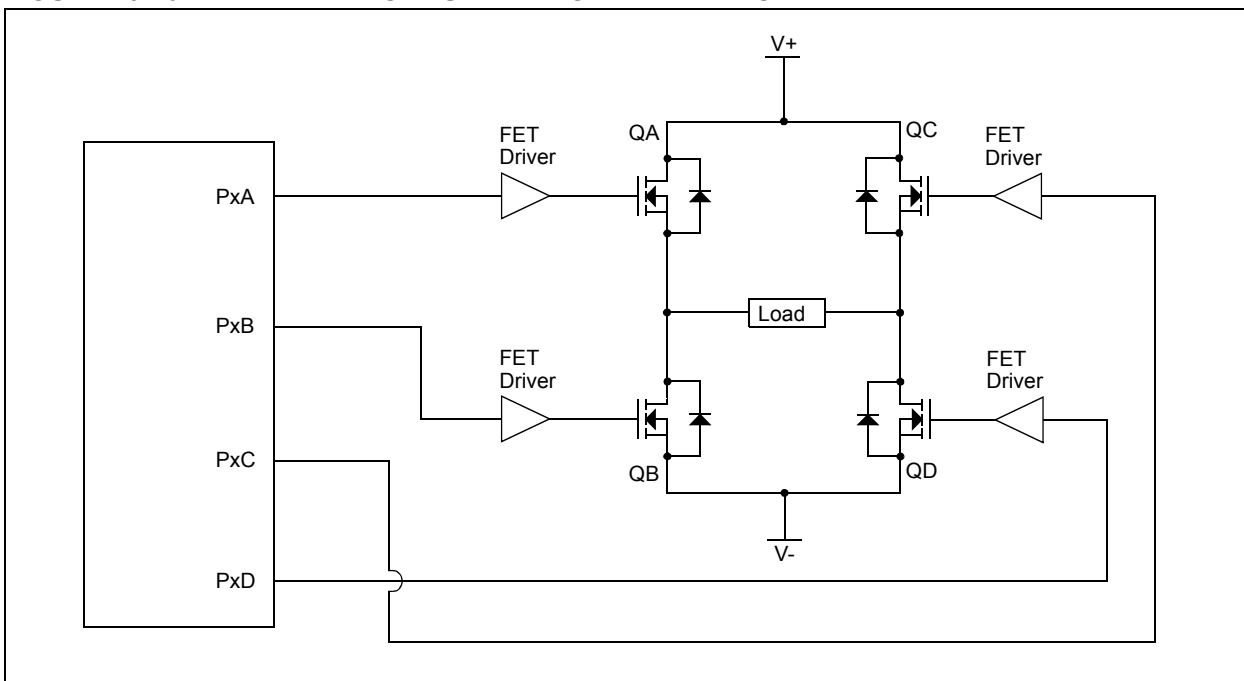 V+
QA
QC
FET
Driver
FET
Driver
PxA
PxB
Load
FET
Driver
FET
Driver
PxC
QB
QD
V-
PxD